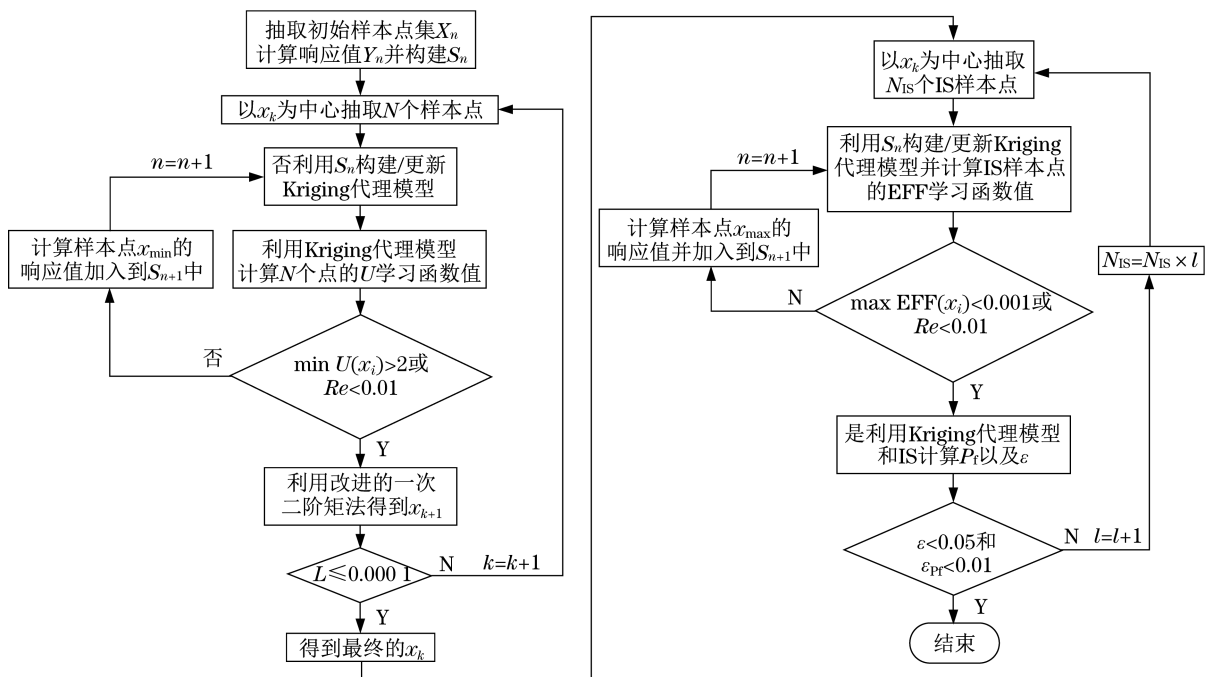 抽取初始样本点集Xn
计算响应值Yn并构建Sn
以xk为中心抽取N个样本点
n=n+1
否利用Sn构建/更新
Kriging代理模型
计算样本点xmin的
响应值加入到Sn+1中
利用Kriging代理模型
计算N个点的U学习函数值
否
min U(xi)>2或
Re<0.01
Y
利用改进的一次
二阶矩法得到xk+1
L≤0.000 1
N
k=k+1
Y
得到最终的xk
以xk为中心抽取
NIS个IS样本点
n=n+1
利用Sn构建/更新Kriging
代理模型并计算IS样本点
的EFF学习函数值
计算样本点xmax的
响应值并加入到Sn+1中
NIS=NIS×l
N
max EFF(xi)<0.001或
Re<0.01
Y
是利用Kriging代理模型
和IS计算Pf以及ε
ε<0.05和
εPf<0.01
N
l=l+1
Y
结束